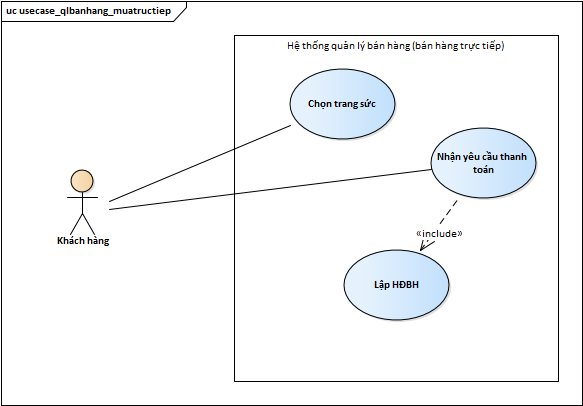 uc usecase_qlbanhang_muatructiep
Hệ thống quản lý bán hàng (bán hàng trực tiếp)
Chọn trang sức
Nhận yêu cầu thanh
toán
Khách hàng
«include»
Lập HĐBH